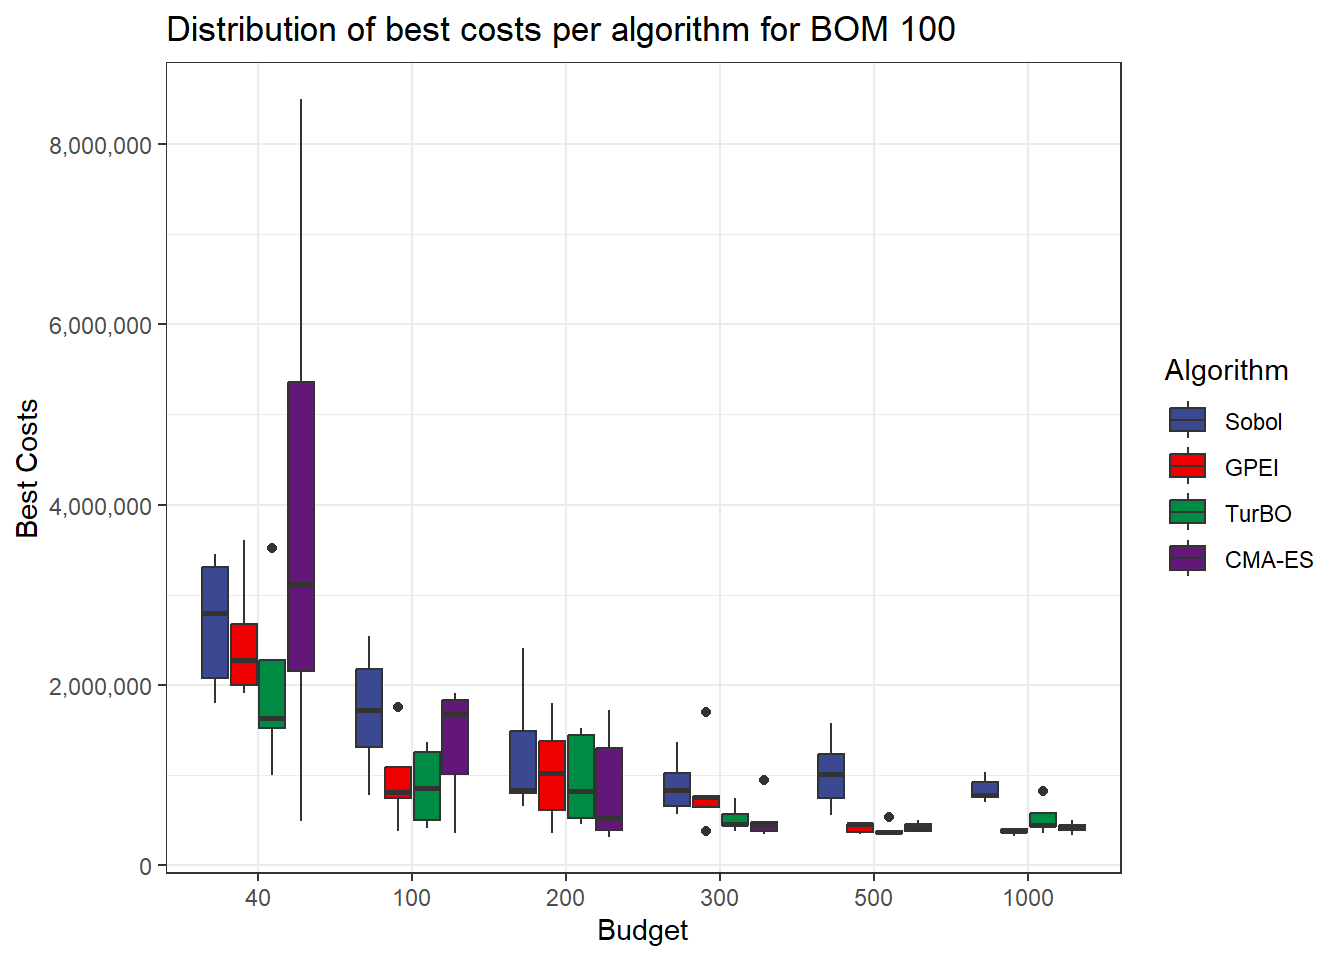 Distribution of best costs per algorithm for BOM 100
Best Costs
8,000,000
6,000,000
4,000,000
2,000,000
0
40 100 200 300 500 1000
Budget
Algorithm
Sobol
GPEI
TurBO
CMA-ES